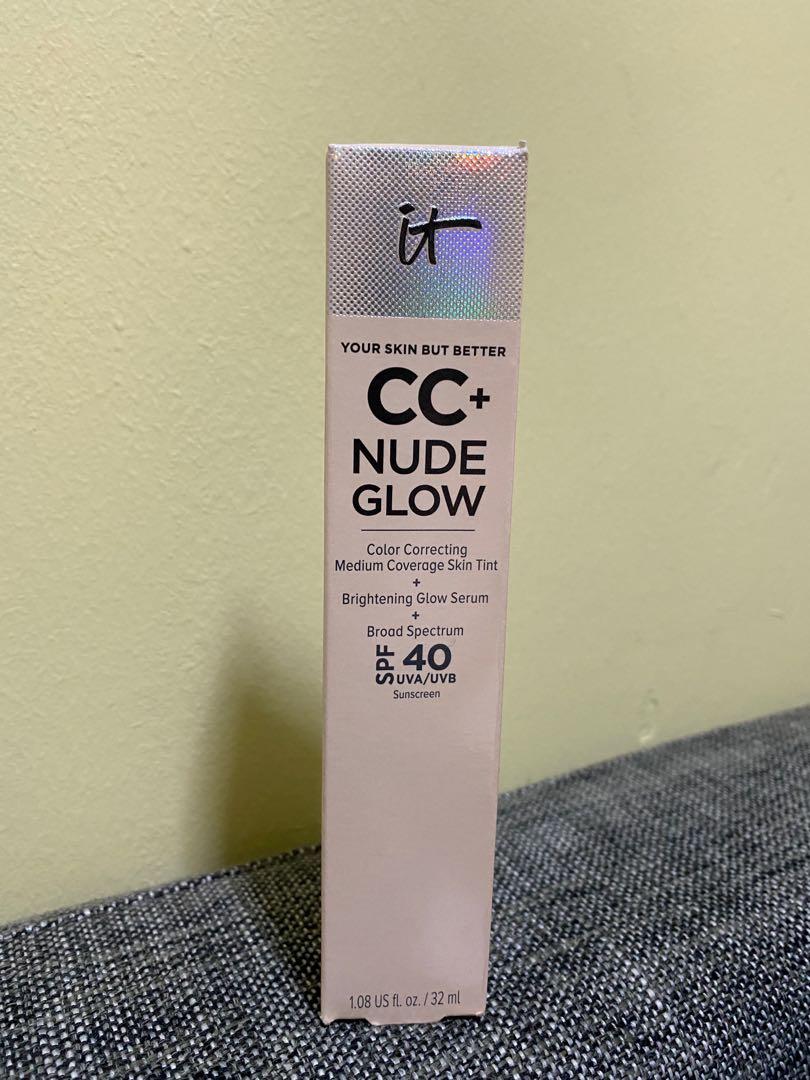 it
YOUR SKIN BUT BETTER
CC+
NUDE
GLOW
Color Correcting
Medium Coverage Skin Tint
+
Brightening Glow Serum
+
Broad Spectrum
SPF 40
UVA/UVB
Sunscreen
1.08 US fl. oz. / 32 ml